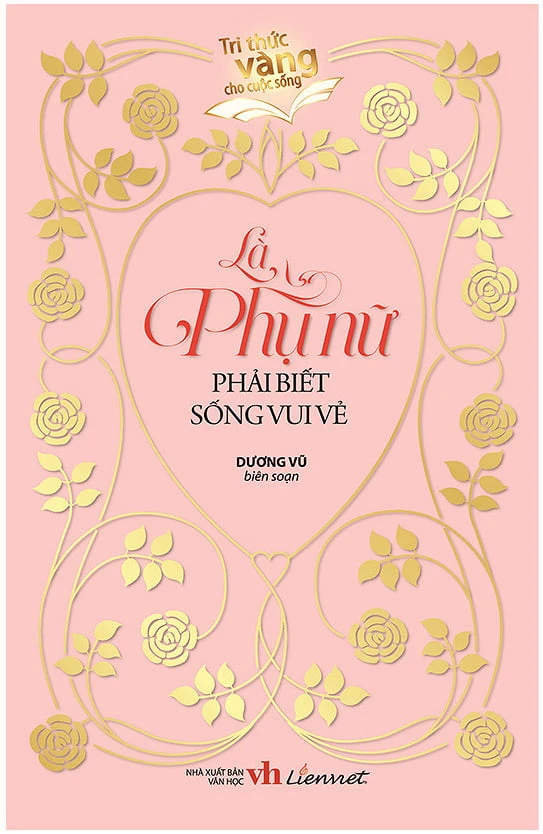 Tri thức
vàng
cho cuộc sống
Là
Phụ nữ
PHẢI BIẾT
SỐNG VUI VẺ
DƯƠNG VŨ
biên soạn
NHÀ XUẤT BẢN
VĂN HỌC
vh Lienviet